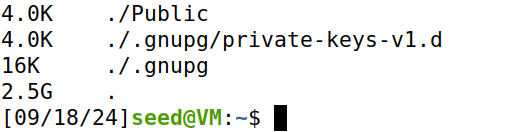 4.0K    ./Public
4.0K    ./.gnupg/private-keys-v1.d
16K     ./.gnupg
2.5G    .
[09/18/24]seed@VM:~$